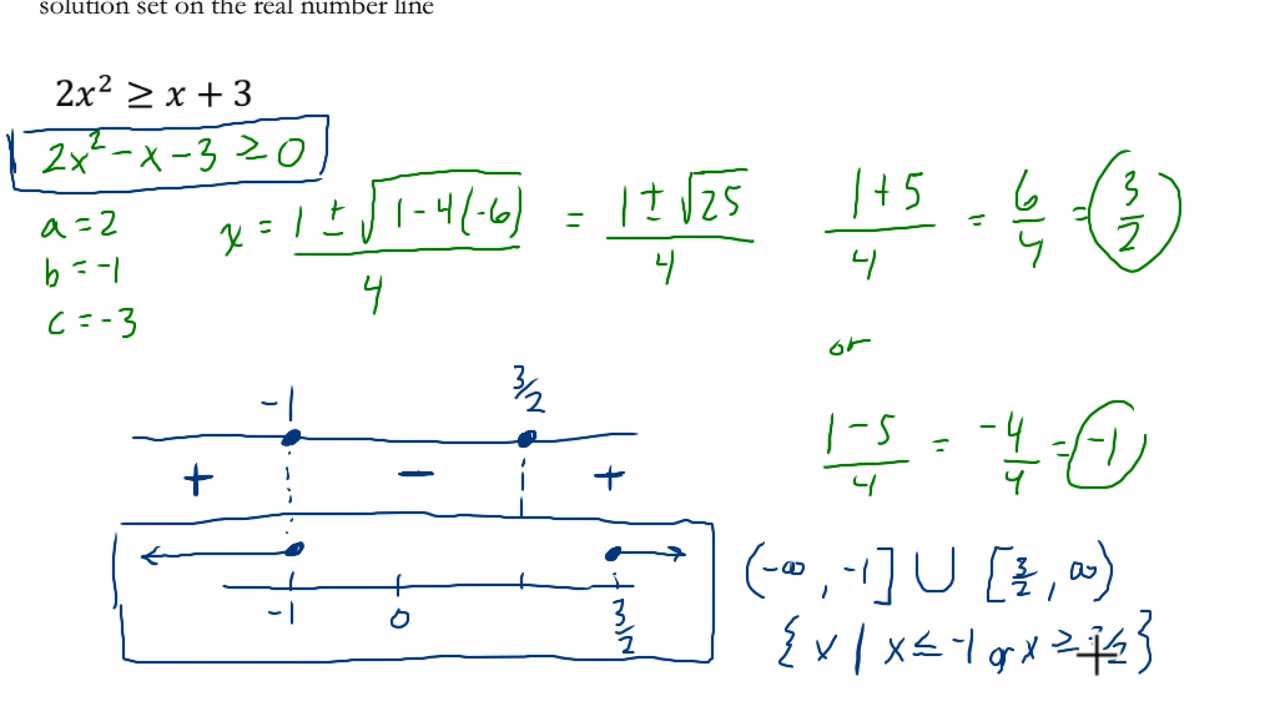 solution set on the real number line
2x² ≥ x + 3
2x² - x - 3 ≥ 0
a = 2
b = -1
c = -3
x = (1 ± √(1 - 4(-6)))/4 = (1 ± √25)/4
(1 + 5)/4 = 6/4 = 3/2
or
(1 - 5)/4 = -4/4 = -1
-1 3/2
+ - +
-1 0 3/2
(-∞, -1] ∪ [3/2, ∞)
{ x | x ≤ -1 or x ≥ 3/2 }